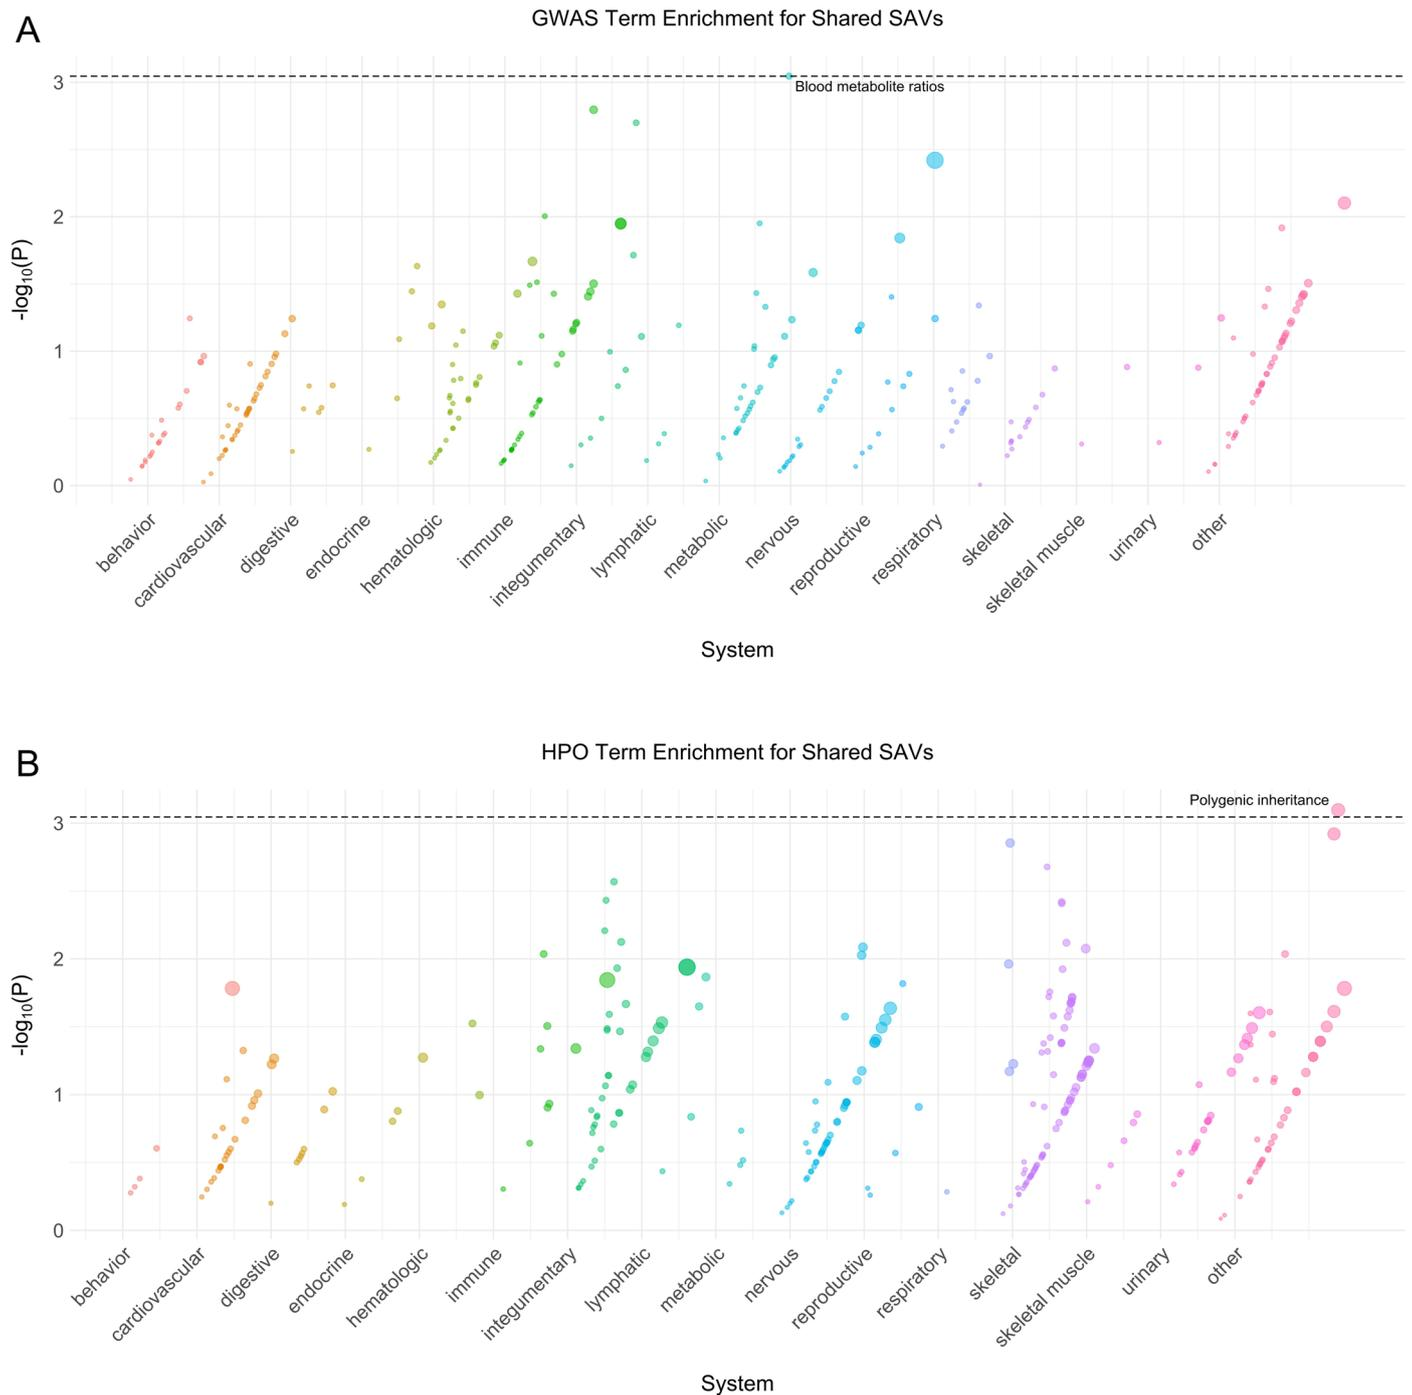 A
GWAS Term Enrichment for Shared SAVs
3
2
1
0
-log10(P)
Blood metabolite ratios
behavior
cardiovascular
digestive
endocrine
hematologic
immune
integumentary
lymphatic
metabolic
nervous
reproductive
respiratory
skeletal
skeletal muscle
urinary
other
System
B
HPO Term Enrichment for Shared SAVs
3
2
1
0
-log10(P)
Polygenic inheritance
behavior
cardiovascular
digestive
endocrine
hematologic
immune
integumentary
lymphatic
metabolic
nervous
reproductive
respiratory
skeletal
skeletal muscle
urinary
other
System